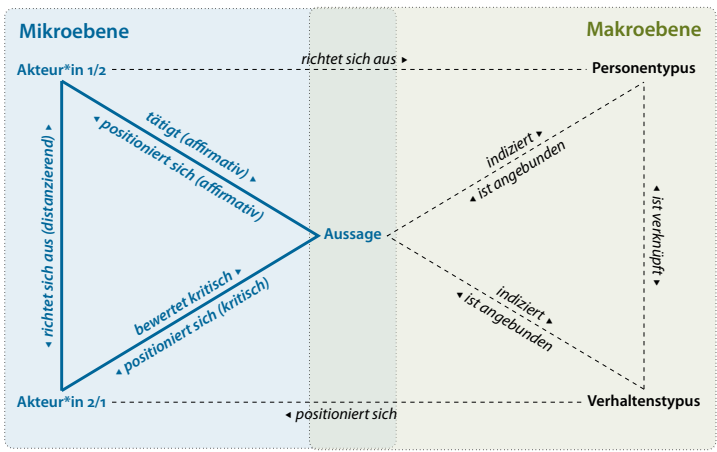 Mikroebene
Makroebene
Akteur*in 1/2
richtet sich aus ▸
Personentypus
tätigt (affirmativ) ▸
◂ positioniert sich (affirmativ)
indiziert ▸
◂ ist angebunden
◂ richtet sich aus (distanzierend) ▸
◂ ist verknüpft ▸
Aussage
bewertet kritisch ▸
◂ positioniert sich (kritisch)
indiziert ▸
◂ ist angebunden
Akteur*in 2/1
◂ positioniert sich
Verhaltenstypus